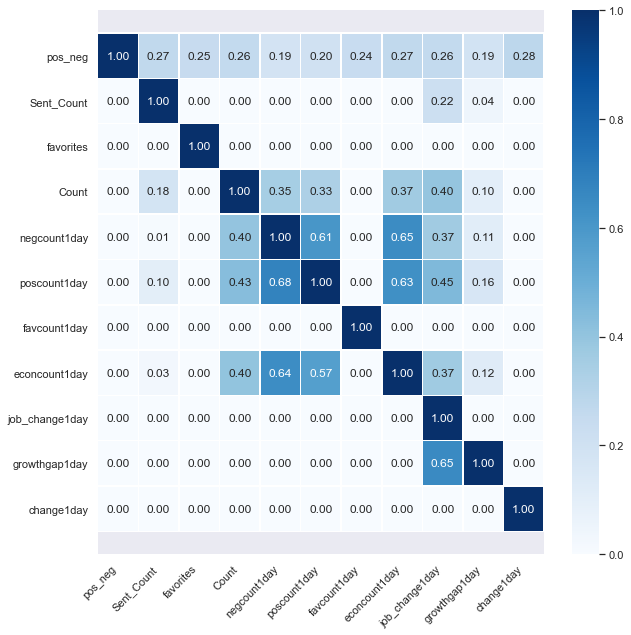 pos_neg 1.00 0.27 0.25 0.26 0.19 0.20 0.24 0.27 0.26 0.19 0.28
Sent_Count 0.00 1.00 0.00 0.00 0.00 0.00 0.00 0.00 0.22 0.04 0.00
favorites 0.00 0.00 1.00 0.00 0.00 0.00 0.00 0.00 0.00 0.00 0.00
Count 0.00 0.18 0.00 1.00 0.35 0.33 0.00 0.37 0.40 0.10 0.00
negcount1day 0.00 0.01 0.00 0.40 1.00 0.61 0.00 0.65 0.37 0.11 0.00
poscount1day 0.00 0.10 0.00 0.43 0.68 1.00 0.00 0.63 0.45 0.16 0.00
favcount1day 0.00 0.00 0.00 0.00 0.00 0.00 1.00 0.00 0.00 0.00 0.00
econcount1day 0.00 0.03 0.00 0.40 0.64 0.57 0.00 1.00 0.37 0.12 0.00
job_change1day 0.00 0.00 0.00 0.00 0.00 0.00 0.00 0.00 1.00 0.00 0.00
growthgap1day 0.00 0.00 0.00 0.00 0.00 0.00 0.00 0.00 0.65 1.00 0.00
change1day 0.00 0.00 0.00 0.00 0.00 0.00 0.00 0.00 0.00 0.00 1.00
pos_neg
Sent_Count
favorites
Count
negcount1day
poscount1day
favcount1day
econcount1day
job_change1day
growthgap1day
change1day
1.0
0.8
0.6
0.4
0.2
0.0